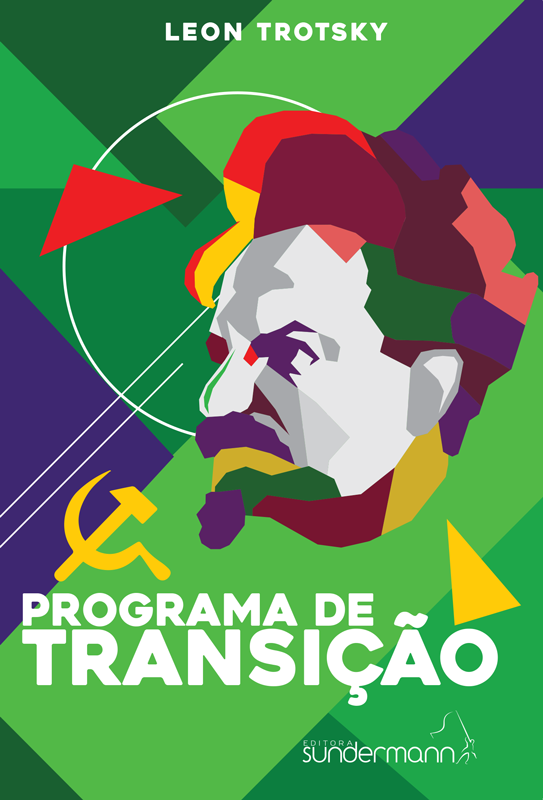 LEON TROTSKY
PROGRAMA DE
TRANSIÇÃO
EDITORA
sundermann